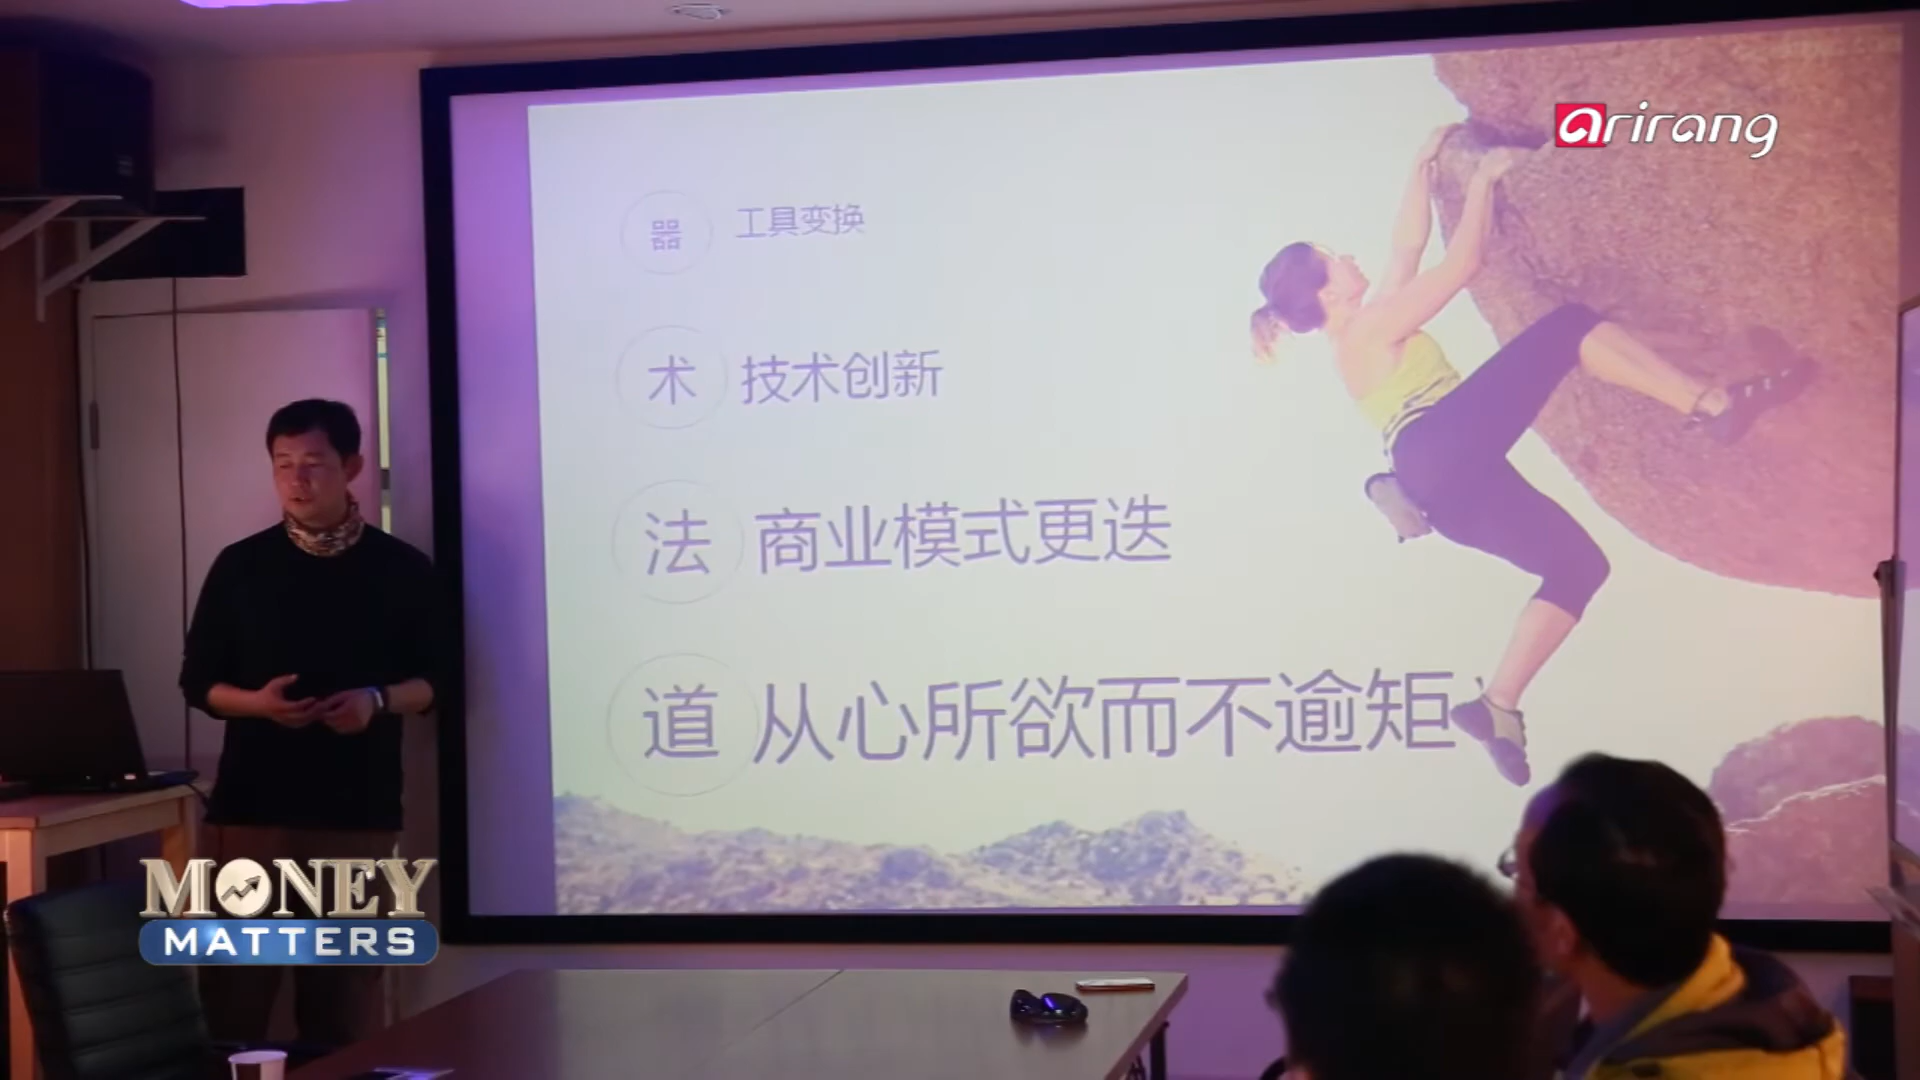 arirang
器 工具变换
术 技术创新
法 商业模式更迭
道 从心所欲而不逾矩
MONEY
MATTERS